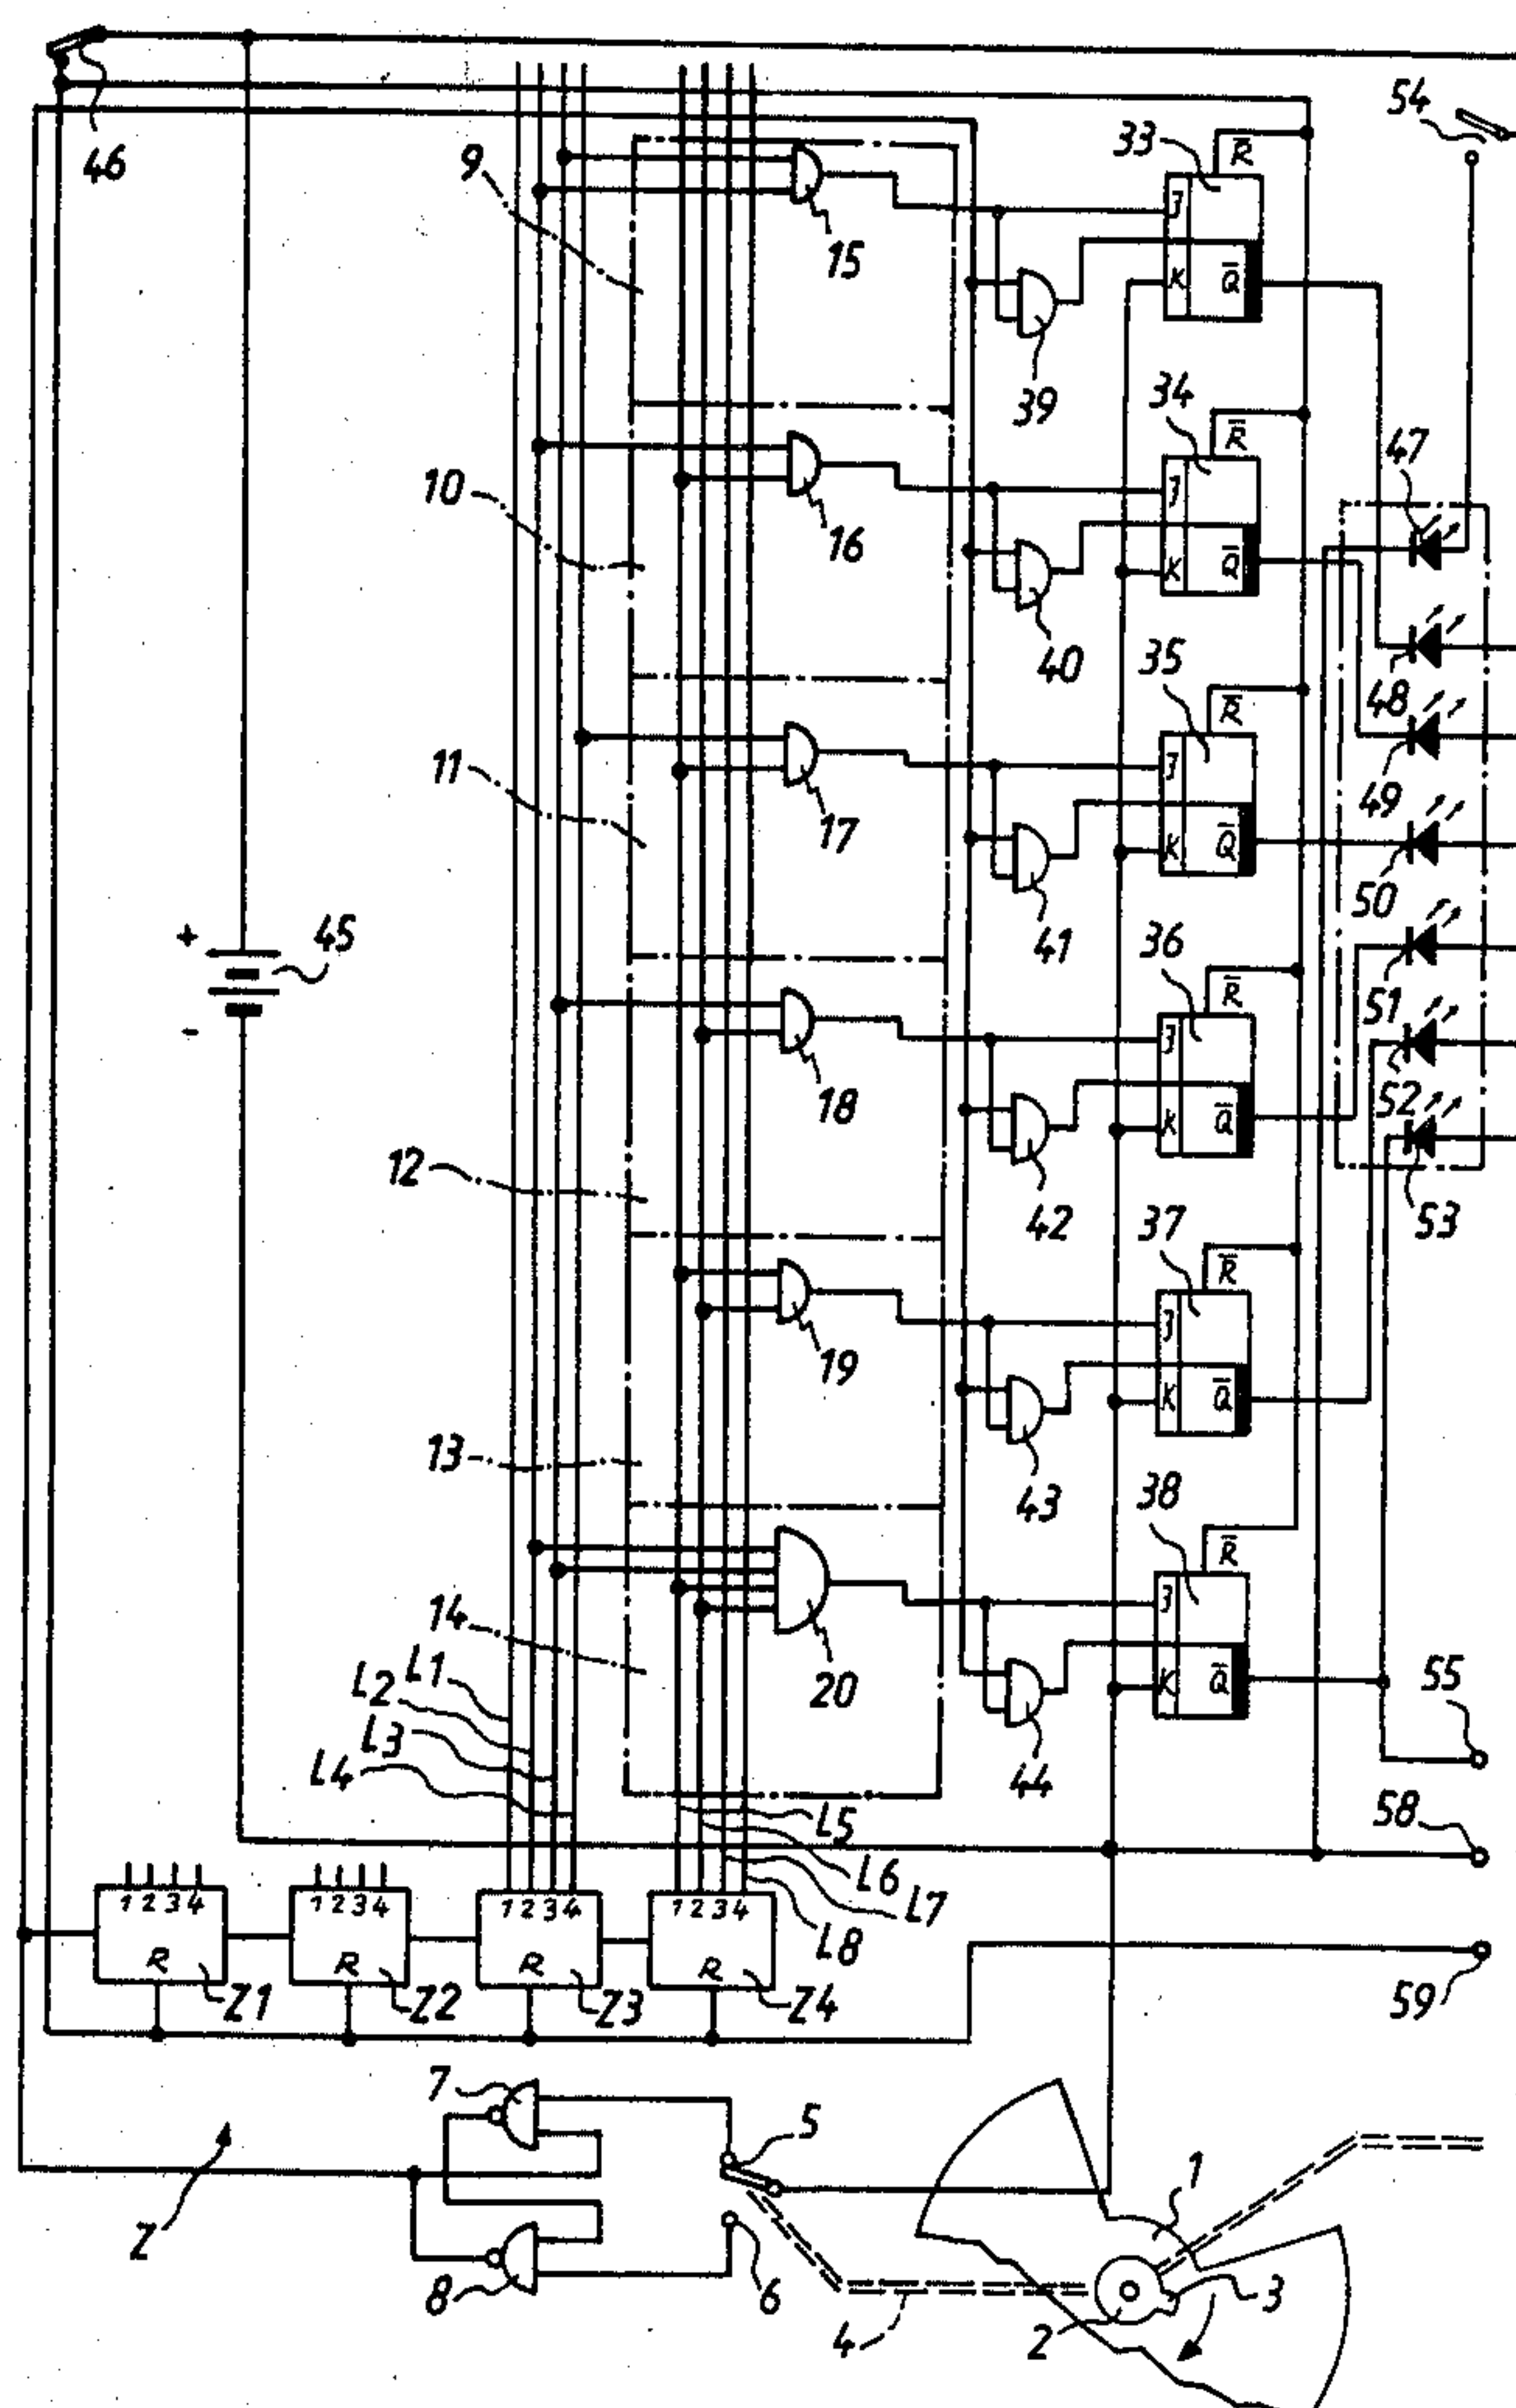 54
46
33
R̄
9
J
15
K
Q̄
39
34
R̄
47
10
J
16
K
Q̄
40
35
48
R̄
11
J
49
17
K
Q̄
50
+
45
41
36
R̄
51
-
J
18
52
12
K
Q̄
42
53
37
R̄
J
19
K
Q̄
13
43
38
R̄
14
J
L1
20
K
Q̄
55
L2
L3
44
L4
L5
58
L6
1 2 3 4
1 2 3 4
1 2 3 4
1 2 3 4
L7
L8
R
R
R
R
Z1
Z2
Z3
Z4
59
7
5
1
Z
8
6
3
4
2